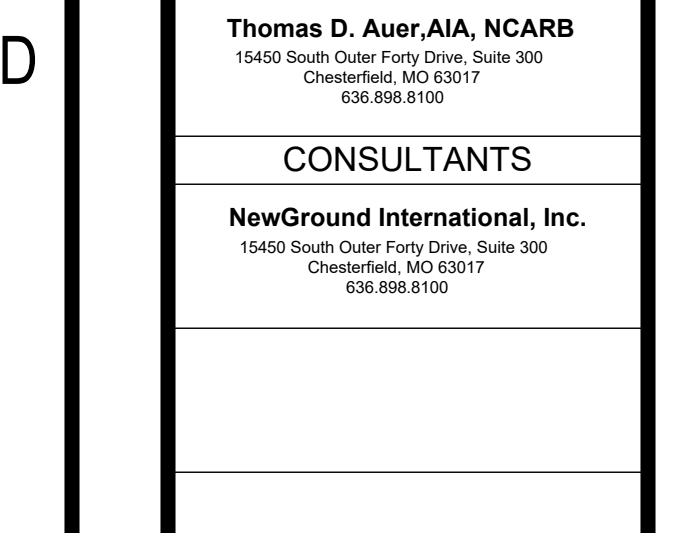 D
Thomas D. Auer,AIA, NCARB
15450 South Outer Forty Drive, Suite 300
Chesterfield, MO 63017
636.898.8100
CONSULTANTS
NewGround International, Inc.
15450 South Outer Forty Drive, Suite 300
Chesterfield, MO 63017
636.898.8100